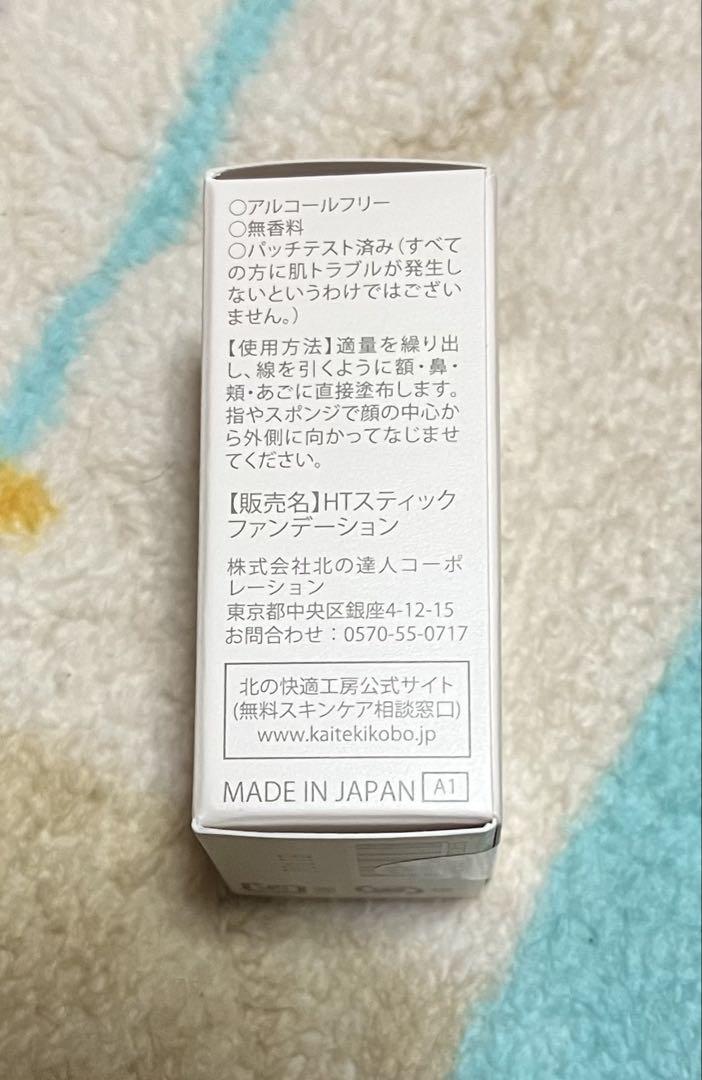 ○アルコールフリー
○無香料
○パッチテスト済み(すべて
の方に肌トラブルが発生し
ないというわけではござい
ません。)
【使用方法】適量を繰り出
し、線を引くように額・鼻・
頬・あごに直接塗布します。
指やスポンジで顔の中心か
ら外側に向かってなじませ
てください。
【販売名】HTスティック
ファンデーション
株式会社北の達人コーポ
レーション
東京都中央区銀座4-12-15
お問合わせ：0570-55-0717
北の快適工房公式サイト
(無料スキンケア相談窓口)
www.kaitekikobo.jp
MADE IN JAPAN A1